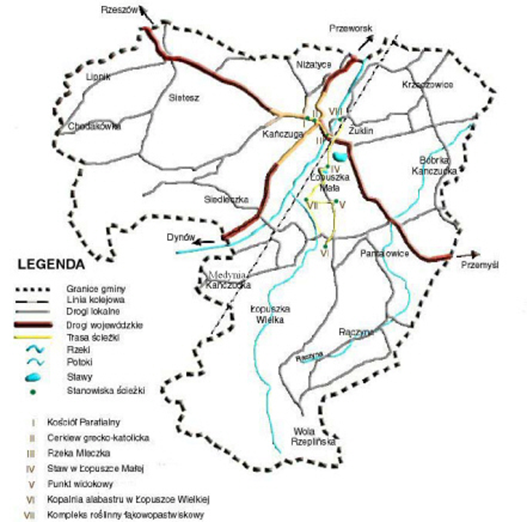 Rzeszów
Przeworsk
Lipnik
Niżatyce
Sietesz
Krzeczowice
Chodakówka
II
VIII
Kańczuga
Żuklin
III
Bóbrka
Kańczucka
IV
Łopuszka
Mała
Siedleczka
VII
V
Dynów
VI
Pantalowice
Przemyśl
LEGENDA
Medynia
Kańczucka
Granice gminy
Linia kolejowa
Drogi lokalne
Drogi wojewódzkie
Trasa ścieżki
Rzeki
Potoki
Stawy
Stanowiska ścieżki
Łopuszka
Wielka
Rączyna
Rączyna
Wola
Rzeplińska
I Kościół Parafialny
II Cerkiew grecko-katolicka
III Rzeka Mleczka
IV Staw w Łopuszce Małej
V Punkt widokowy
VI Kopalnia alabastru w Łopuszce Wielkiej
VII Kompleks roślinny-łąkowopastwiskowy